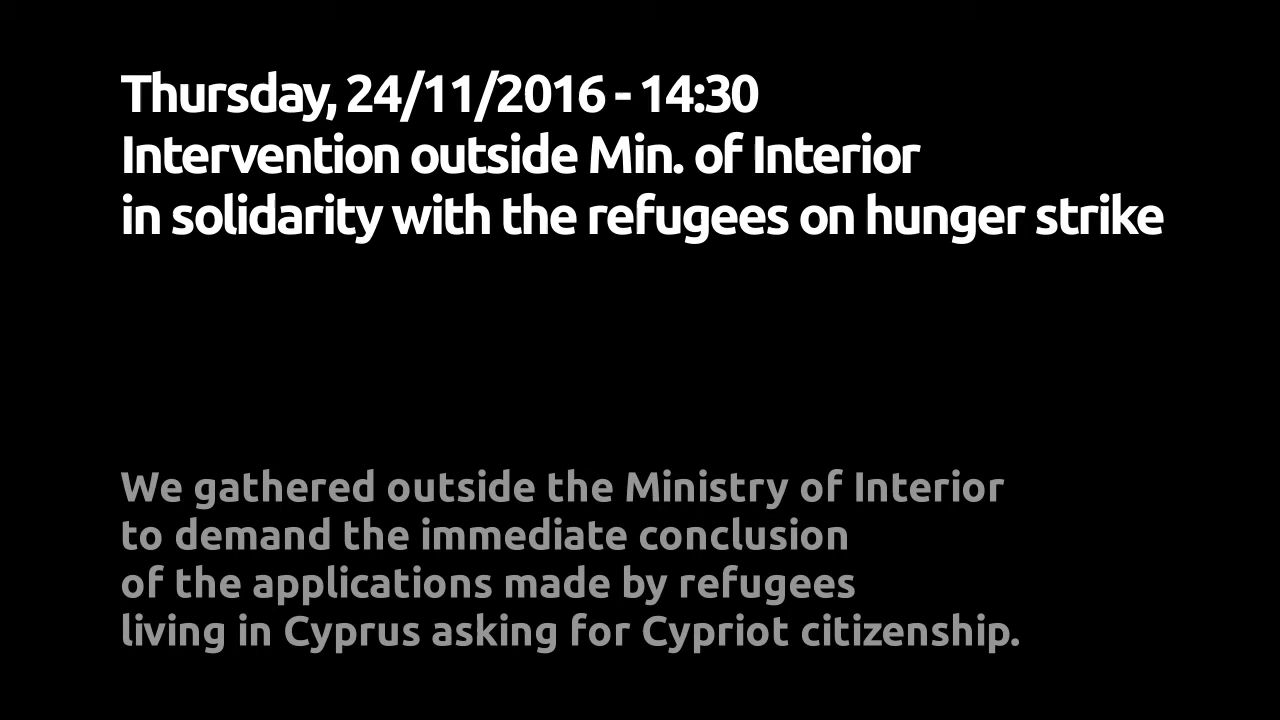 Thursday, 24/11/2016 - 14:30
Intervention outside Min. of Interior
in solidarity with the refugees on hunger strike
We gathered outside the Ministry of Interior
to demand the immediate conclusion
of the applications made by refugees
living in Cyprus asking for Cypriot citizenship.